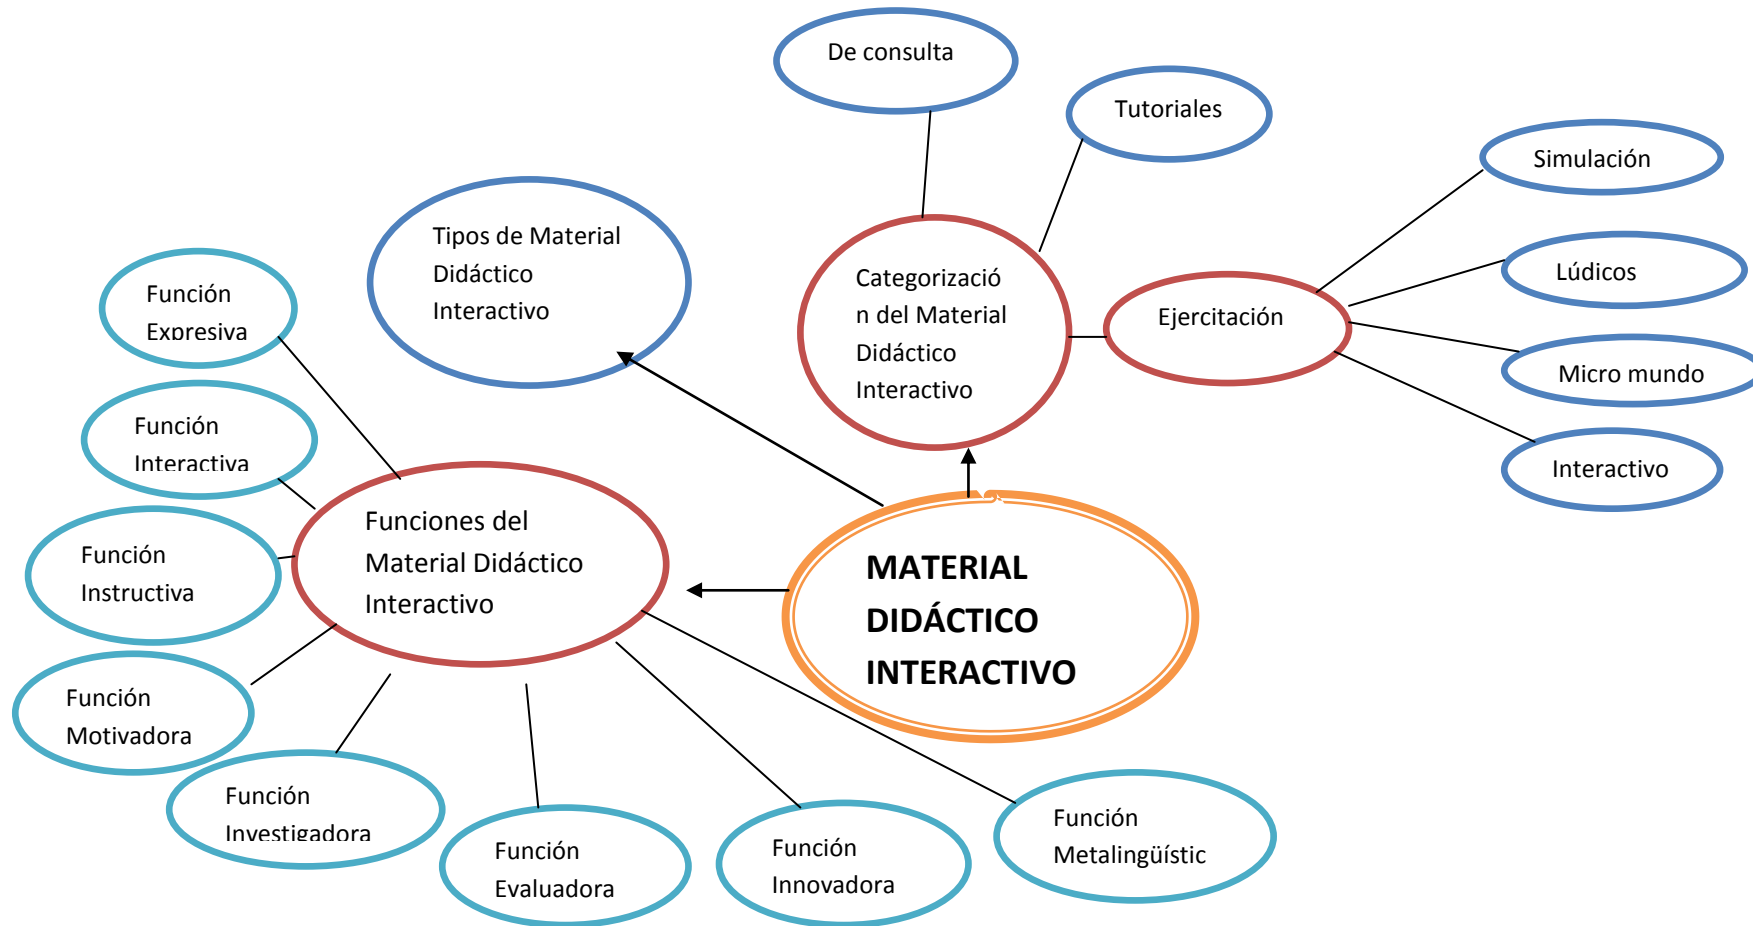 De consulta
Tutoriales
Simulación
Tipos de Material
Didáctico
Interactivo
Categorizació
n del Material
Didáctico
Interactivo
Lúdicos
Función
Expresiva
Ejercitación
Micro mundo
Función
Interactiva
Interactivo
Funciones del
Material Didáctico
Interactivo
Función
Instructiva
MATERIAL
DIDÁCTICO
INTERACTIVO
Función
Motivadora
Función
Investigadora
Función
Evaluadora
Función
Innovadora
Función
Metalingüístic